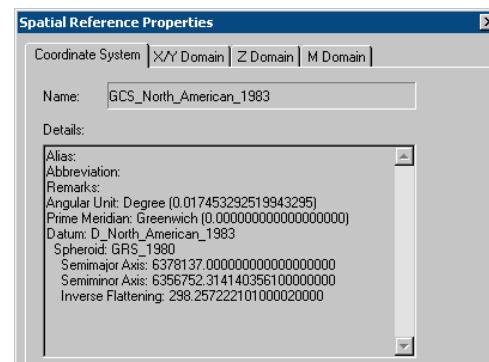 Spatial Reference Properties
Coordinate System X/Y Domain Z Domain M Domain
Name: GCS_North_American_1983
Details:
Alias:
Abbreviation:
Remarks:
Angular Unit: Degree (0.017453292519943295)
Prime Meridian: Greenwich (0.000000000000000000)
Datum: D_North_American_1983
Spheroid: GRS_1980
Semimajor Axis: 6378137.000000000000000000
Semiminor Axis: 6356752.314140356100000000
Inverse Flattening: 298.257222101000020000